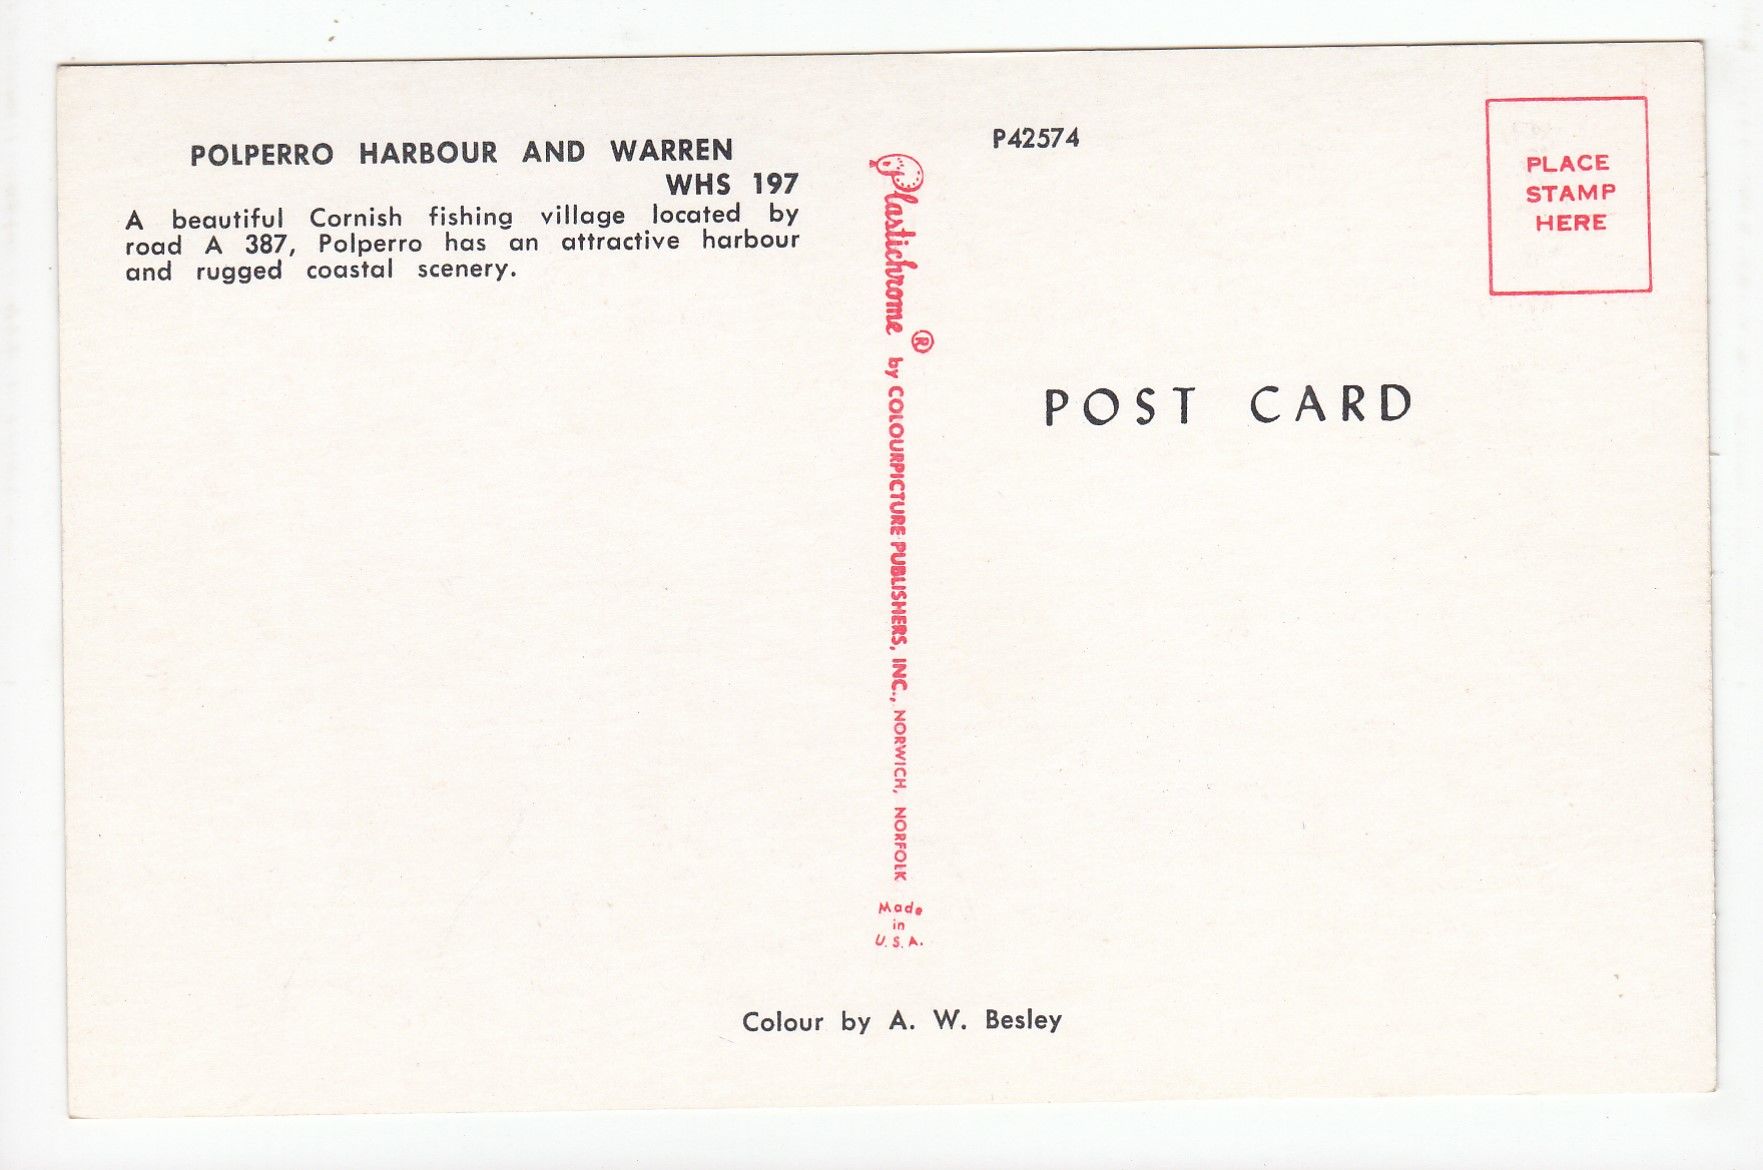 POLPERRO HARBOUR AND WARREN
WHS 197
A beautiful Cornish fishing village located by
road A 387, Polperro has an attractive harbour
and rugged coastal scenery.
Plastichrome ® by COLOURPICTURE PUBLISHERS, INC., NORWICH, NORFOLK
Made
in
U. S. A.
P42574
PLACE
STAMP
HERE
POST CARD
Colour by A. W. Besley